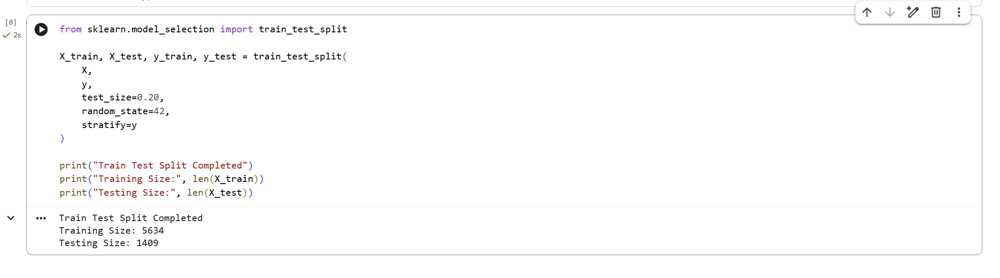 [8]
2s
from sklearn.model_selection import train_test_split
X_train, X_test, y_train, y_test = train_test_split(
    X,
    y,
    test_size=0.20,
    random_state=42,
    stratify=y
)
print("Train Test Split Completed")
print("Training Size:", len(X_train))
print("Testing Size:", len(X_test))
Train Test Split Completed
Training Size: 5634
Testing Size: 1409